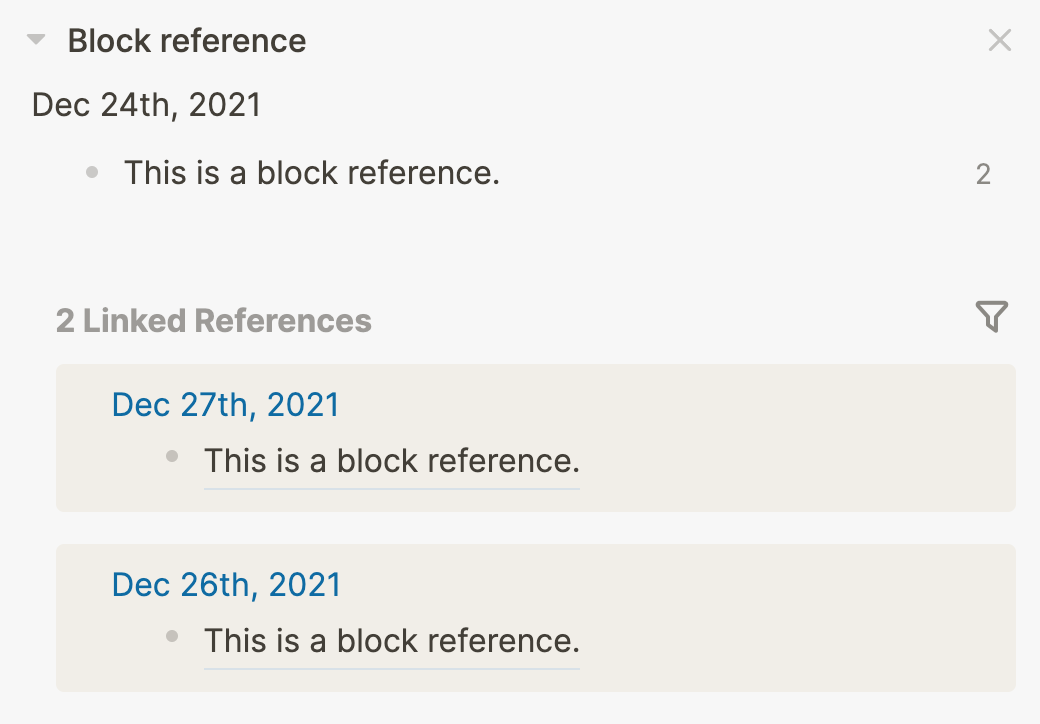 Block reference
Dec 24th, 2021
This is a block reference.
2
2 Linked References
Dec 27th, 2021
This is a block reference.
Dec 26th, 2021
This is a block reference.